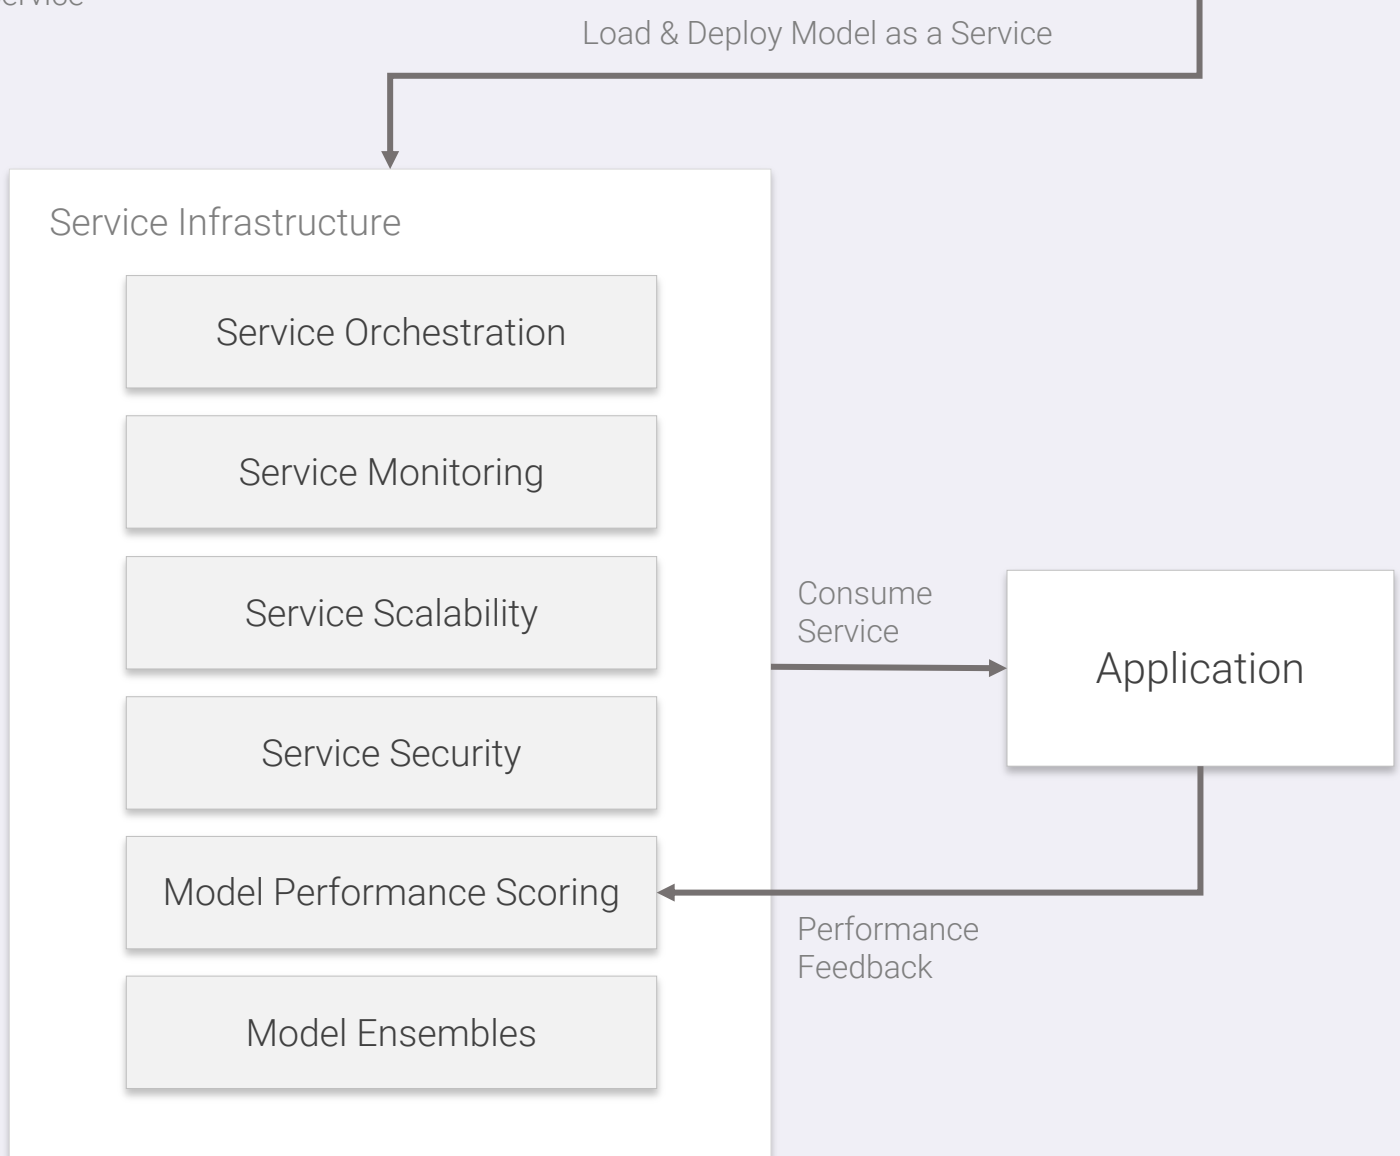 Load & Deploy Model as a Service
Service Infrastructure
Service Orchestration
Service Monitoring
Service Scalability
Service Security
Model Performance Scoring
Model Ensembles
Consume
Service
Application
Performance
Feedback